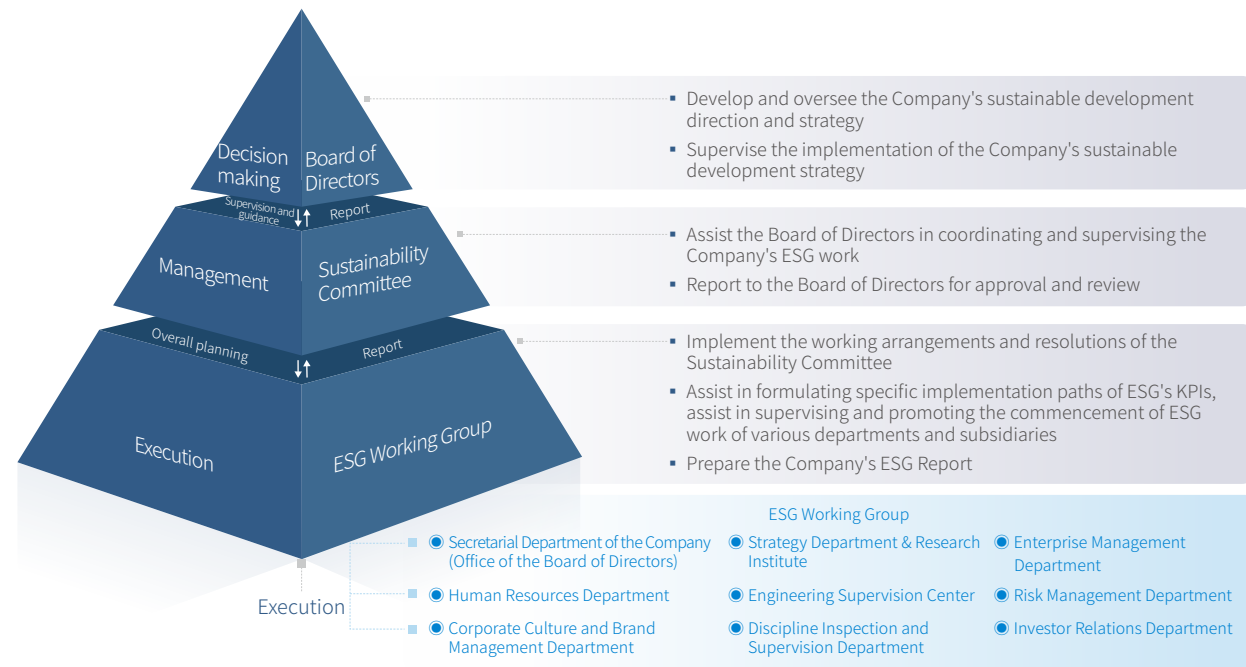 Decision
making
Board of
Directors
Supervision and
guidance
Report
Management
Sustainability
Committee
Overall planning
Report
Execution
ESG Working Group
▪ Develop and oversee the Company's sustainable development
direction and strategy
▪ Supervise the implementation of the Company's sustainable
development strategy
▪ Assist the Board of Directors in coordinating and supervising the
Company's ESG work
▪ Report to the Board of Directors for approval and review
▪ Implement the working arrangements and resolutions of the
Sustainability Committee
▪ Assist in formulating specific implementation paths of ESG's KPIs,
assist in supervising and promoting the commencement of ESG
work of various departments and subsidiaries
▪ Prepare the Company's ESG Report
Execution
ESG Working Group
Secretarial Department of the Company
(Office of the Board of Directors)
Strategy Department & Research
Institute
Enterprise Management
Department
Human Resources Department
Engineering Supervision Center
Risk Management Department
Corporate Culture and Brand
Management Department
Discipline Inspection and
Supervision Department
Investor Relations Department